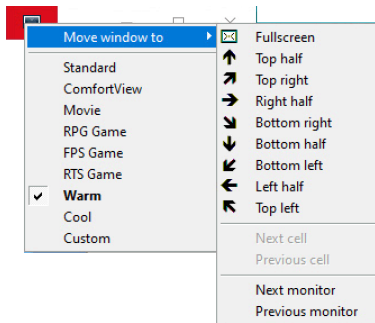 Move window to
Standard
ComfortView
Movie
RPG Game
FPS Game
RTS Game
Warm
Cool
Custom
Fullscreen
Top half
Top right
Right half
Bottom right
Bottom half
Bottom left
Left half
Top left
Next cell
Previous cell
Next monitor
Previous monitor